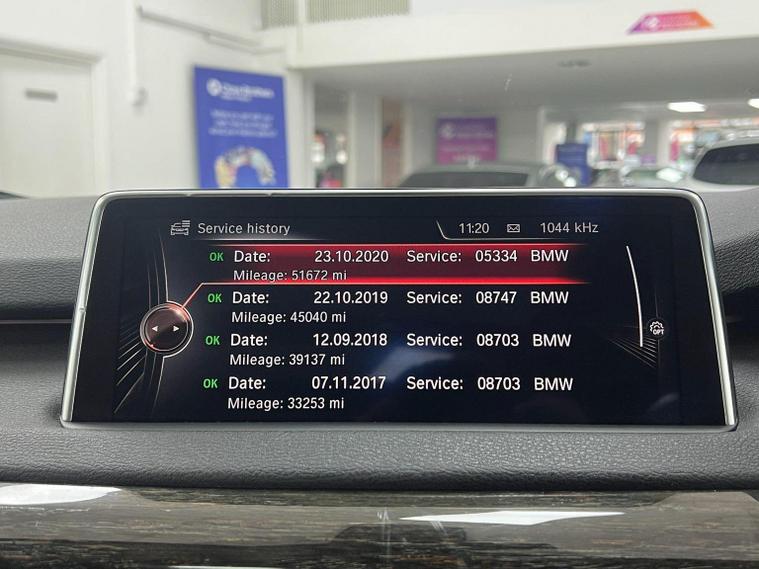 Service history 11:20 1044 kHz
OK Date: 23.10.2020 Service: 05334 BMW
Mileage: 51672 mi
OK Date: 22.10.2019 Service: 08747 BMW
Mileage: 45040 mi
OK Date: 12.09.2018 Service: 08703 BMW
Mileage: 39137 mi
OK Date: 07.11.2017 Service: 08703 BMW
Mileage: 33253 mi
OPT